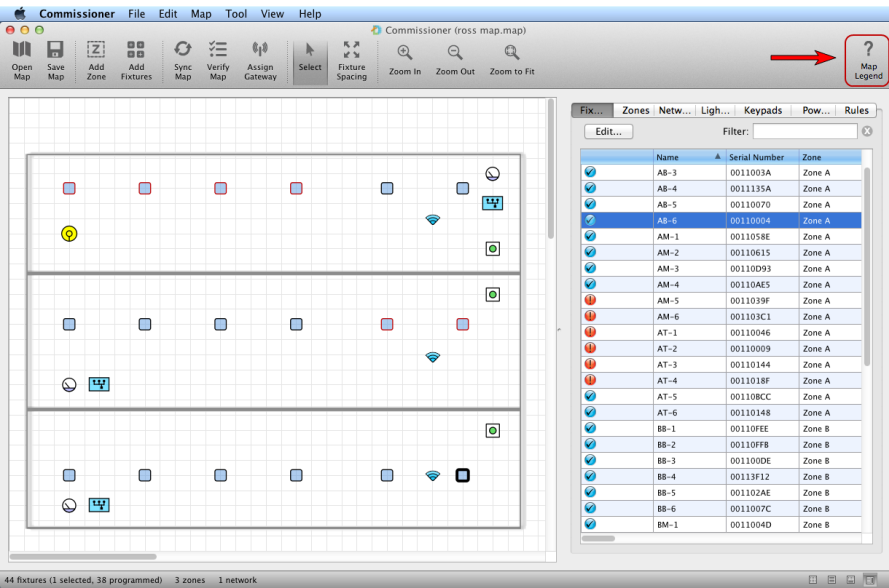 Commissioner File Edit Map Tool View Help
Commissioner (ross map.map)
Open Map
Save Map
Z
Add Zone
Add Fixtures
Sync Map
Verify Map
Assign Gateway
Select
Fixture Spacing
Zoom In
Zoom Out
Zoom to Fit
?
Map Legend
Fix... Zones Netw... Ligh... Keypads Pow... Rules
Edit... Filter:
Name Serial Number Zone
AB-3 0011003A Zone A
AB-4 0011135A Zone A
AB-5 00110070 Zone A
AB-6 00110004 Zone A
AM-1 0011058E Zone A
AM-2 00110615 Zone A
AM-3 00110D93 Zone A
AM-4 00110AE5 Zone A
AM-5 0011039F Zone A
AM-6 001103C1 Zone A
AT-1 00110046 Zone A
AT-2 00110009 Zone A
AT-3 00110144 Zone A
AT-4 0011018F Zone A
AT-5 00110BCC Zone A
AT-6 00110148 Zone A
BB-1 00110FEE Zone B
BB-2 00110FFB Zone B
BB-3 001100DE Zone B
BB-4 00113F12 Zone B
BB-5 001102AE Zone B
BB-6 0011007C Zone B
BM-1 0011004D Zone B
44 fixtures (1 selected, 38 programmed) 3 zones 1 network